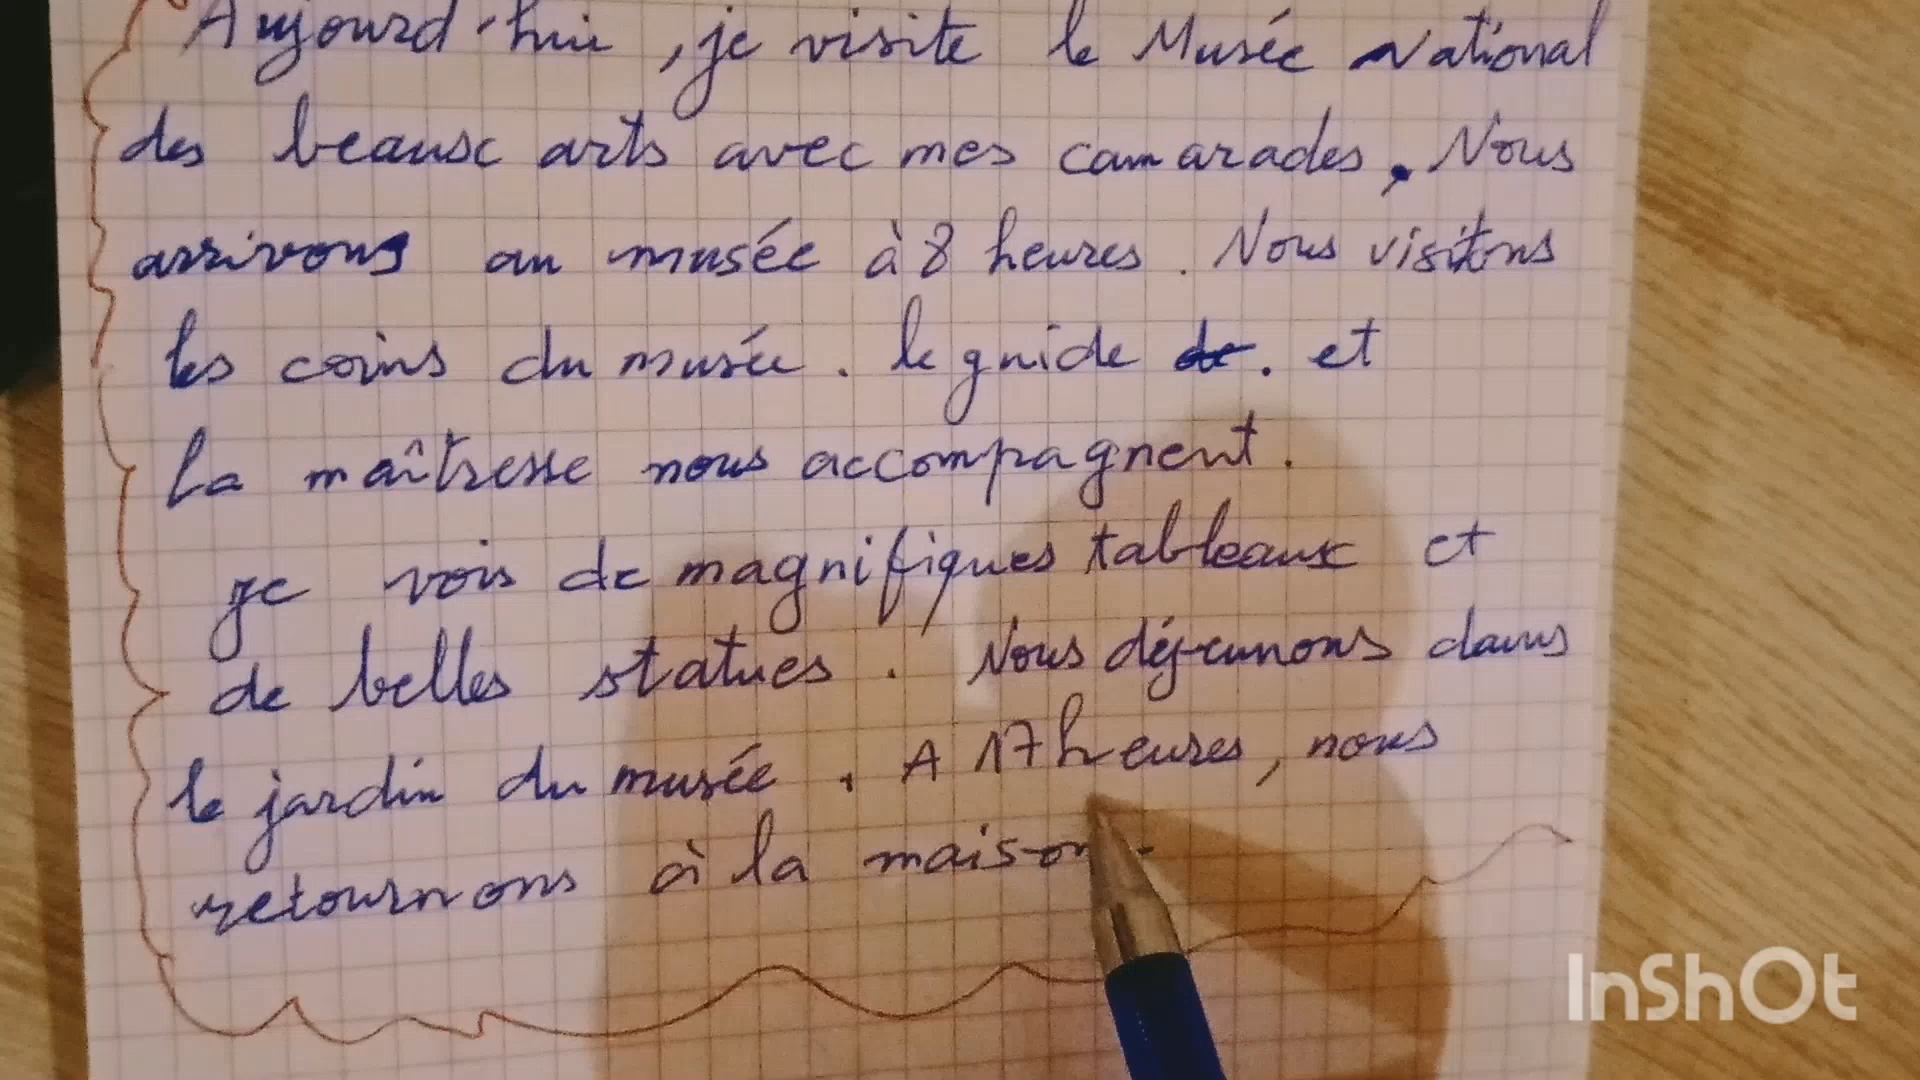 Aujourd'hui, je visite le Musée National
des beaux arts avec mes camarades. Nous
arrivons au musée à 8 heures. Nous visitons
les coins du musée. le guide de. et
la maîtresse nous accompagnent.
je vois de magnifiques tableaux et
de belles statues. Nous déjeunons dans
le jardin du musée. A 17 heures, nous
retournons à la maison.
InShOt